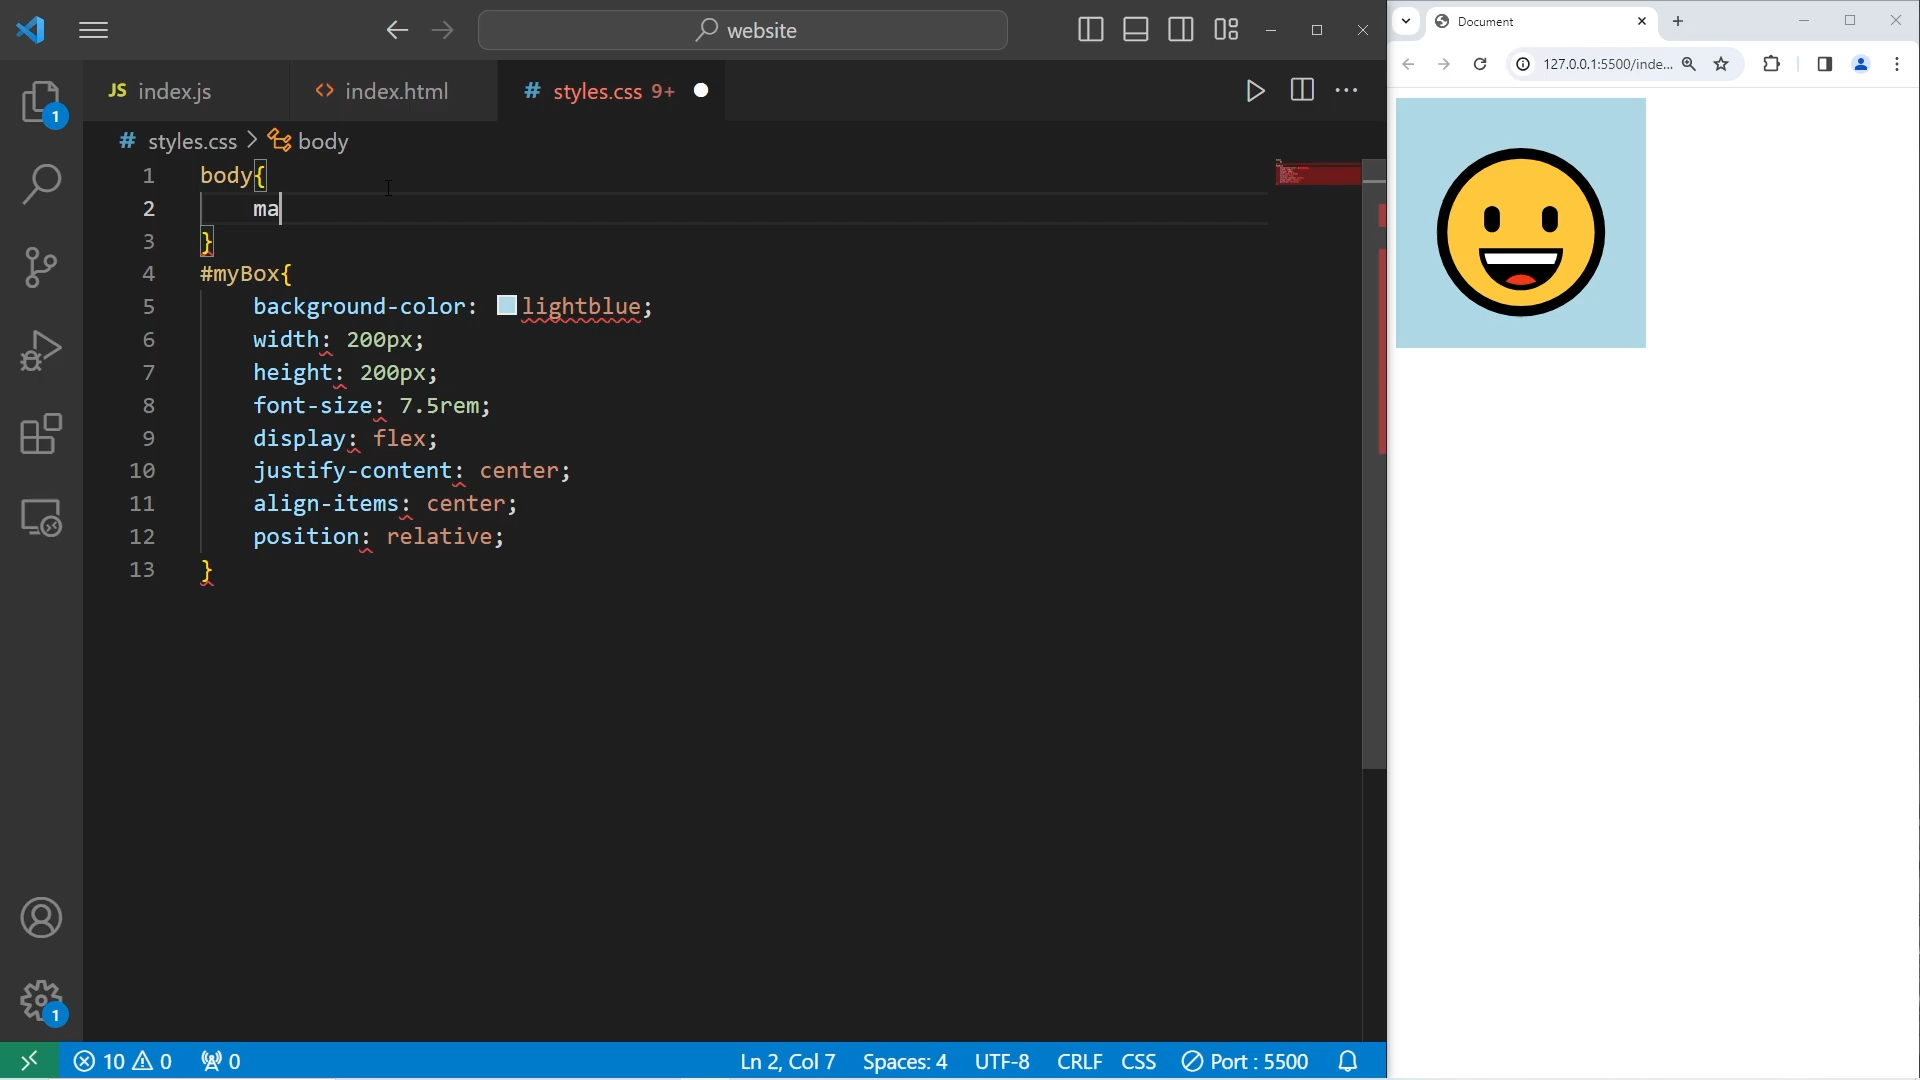 website
Document
127.0.0.1:5500/inde...
JS index.js
index.html
# styles.css 9+
1
# styles.css > body
1 body{
2 ma
3 }
4 #myBox{
5 background-color: lightblue;
6 width: 200px;
7 height: 200px;
8 font-size: 7.5rem;
9 display: flex;
10 justify-content: center;
11 align-items: center;
12 position: relative;
13 }
1
10 0 0
Ln 2, Col 7 Spaces: 4 UTF-8 CRLF CSS Port : 5500